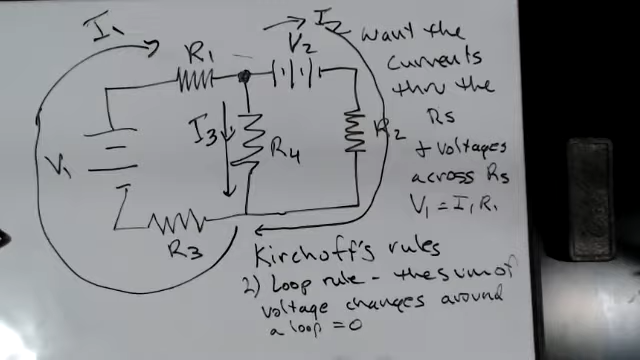 I₁
I₂
R₁
V₂
want the
currents
thru the
Rs
+ voltages
across Rs
V₁ = I₁R₁
I₃
R₄
R₂
V₁
R₃
Kirchoff's rules
2) Loop rule - the sum of
voltage changes around
a loop = 0